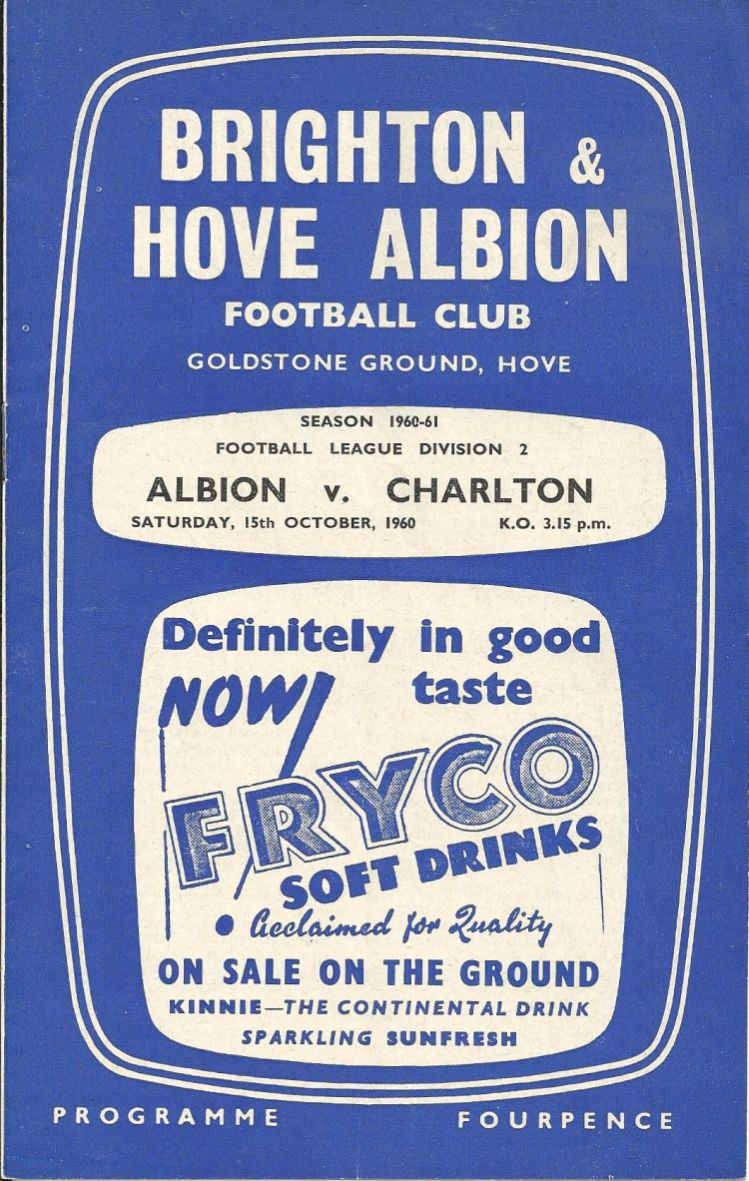 BRIGHTON &
HOVE ALBION
FOOTBALL CLUB
GOLDSTONE GROUND, HOVE
SEASON 1960-61
FOOTBALL LEAGUE DIVISION 2
ALBION v. CHARLTON
SATURDAY, 15th OCTOBER, 1960 K.O. 3.15 p.m.
Definitely in good
NOW! taste
FRYCO
SOFT DRINKS
• Acclaimed for Quality
ON SALE ON THE GROUND
KINNIE—THE CONTINENTAL DRINK
SPARKLING SUNFRESH
PROGRAMME FOURPENCE